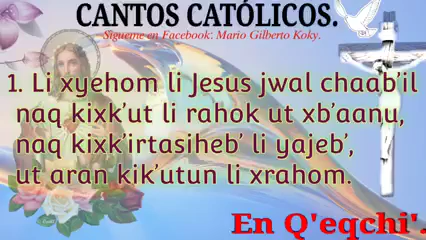 CANTOS CATÓLICOS.
Sigueme en Facebook: Mario Gilberto Koky.
1. Li xyehom li Jesus jwal chaab'il
naq kixk'ut li rahok ut xb'aanu,
naq kixk'irtasiheb' li yajeb',
ut aran kik'utun li xrahom.
En Q'eqchi'.